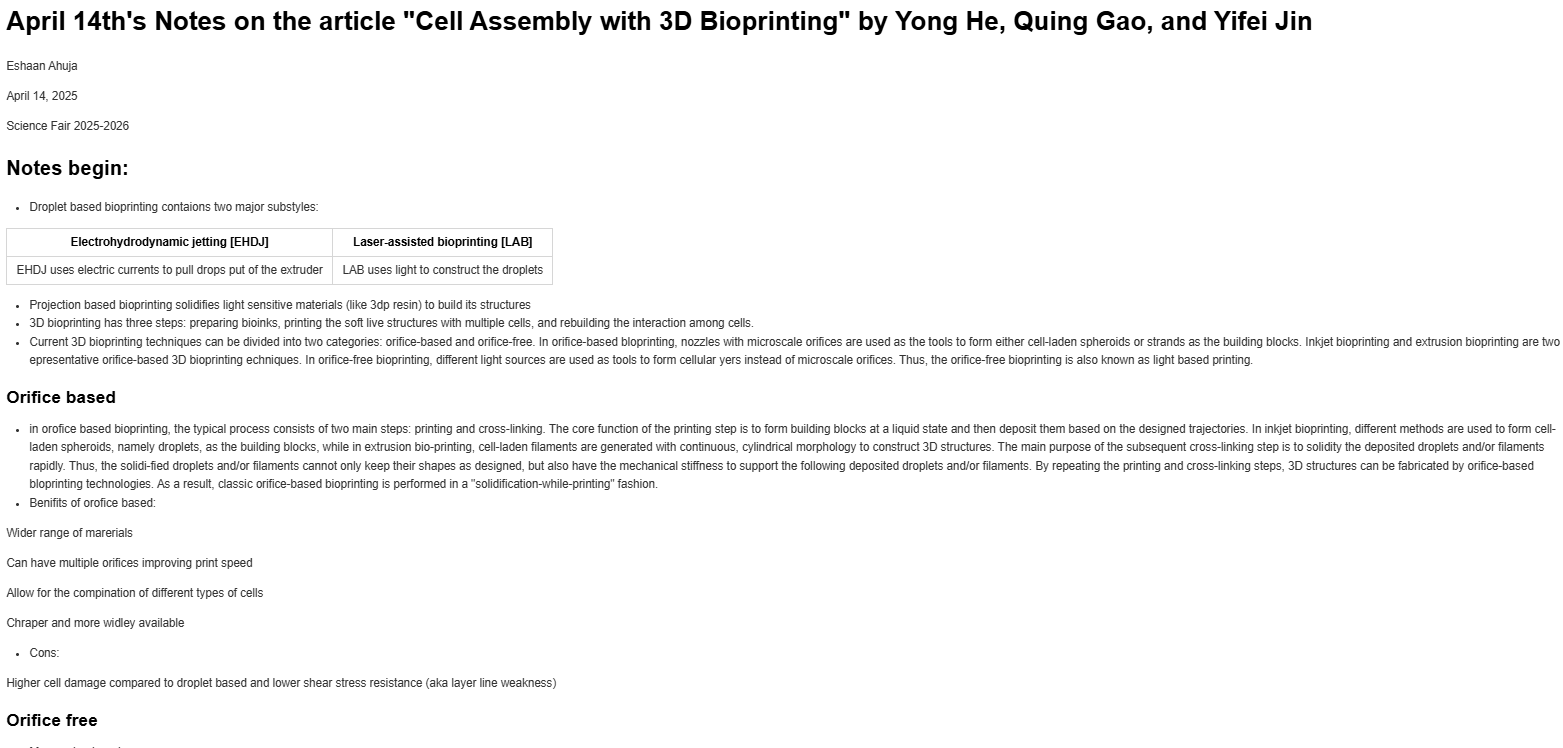 April 14th's Notes on the article "Cell Assembly with 3D Bioprinting" by Yong He, Quing Gao, and Yifei Jin
Eshaan Ahuja
April 14, 2025
Science Fair 2025-2026
Notes begin:
• Droplet based bioprinting contaions two major substyles:
Electrohydrodynamic jetting [EHDJ] Laser-assisted bioprinting [LAB]
EHDJ uses electric currents to pull drops put of the extruder LAB uses light to construct the droplets
• Projection based bioprinting solidifies light sensitive materials (like 3dp resin) to build its structures
• 3D bioprinting has three steps: preparing bioinks, printing the soft live structures with multiple cells, and rebuilding the interaction among cells.
• Current 3D bioprinting techniques can be divided into two categories: orifice-based and orifice-free. In orifice-based bloprinting, nozzles with microscale orifices are used as the tools to form either cell-laden spheroids or strands as the building blocks. Inkjet bioprinting and extrusion bioprinting are two
epresentative orifice-based 3D bioprinting echniques. In orifice-free bioprinting, different light sources are used as tools to form cellular yers instead of microscale orifices. Thus, the orifice-free bioprinting is also known as light based printing.
Orifice based
• in orofice based bioprinting, the typical process consists of two main steps: printing and cross-linking. The core function of the printing step is to form building blocks at a liquid state and then deposit them based on the designed trajectories. In inkjet bioprinting, different methods are used to form cell-
laden spheroids, namely droplets, as the building blocks, while in extrusion bio-printing, cell-laden filaments are generated with continuous, cylindrical morphology to construct 3D structures. The main purpose of the subsequent cross-linking step is to solidity the deposited droplets and/or filaments
rapidly. Thus, the solidi-fied droplets and/or filaments cannot only keep their shapes as designed, but also have the mechanical stiffness to support the following deposited droplets and/or filaments. By repeating the printing and cross-linking steps, 3D structures can be fabricated by orifice-based
bloprinting technologies. As a result, classic orifice-based bioprinting is performed in a "solidification-while-printing" fashion.
• Benifits of orofice based:
Wider range of marerials
Can have multiple orifices improving print speed
Allow for the compination of different types of cells
Chraper and more widley available
• Cons:
Higher cell damage compared to droplet based and lower shear stress resistance (aka layer line weakness)
Orifice free